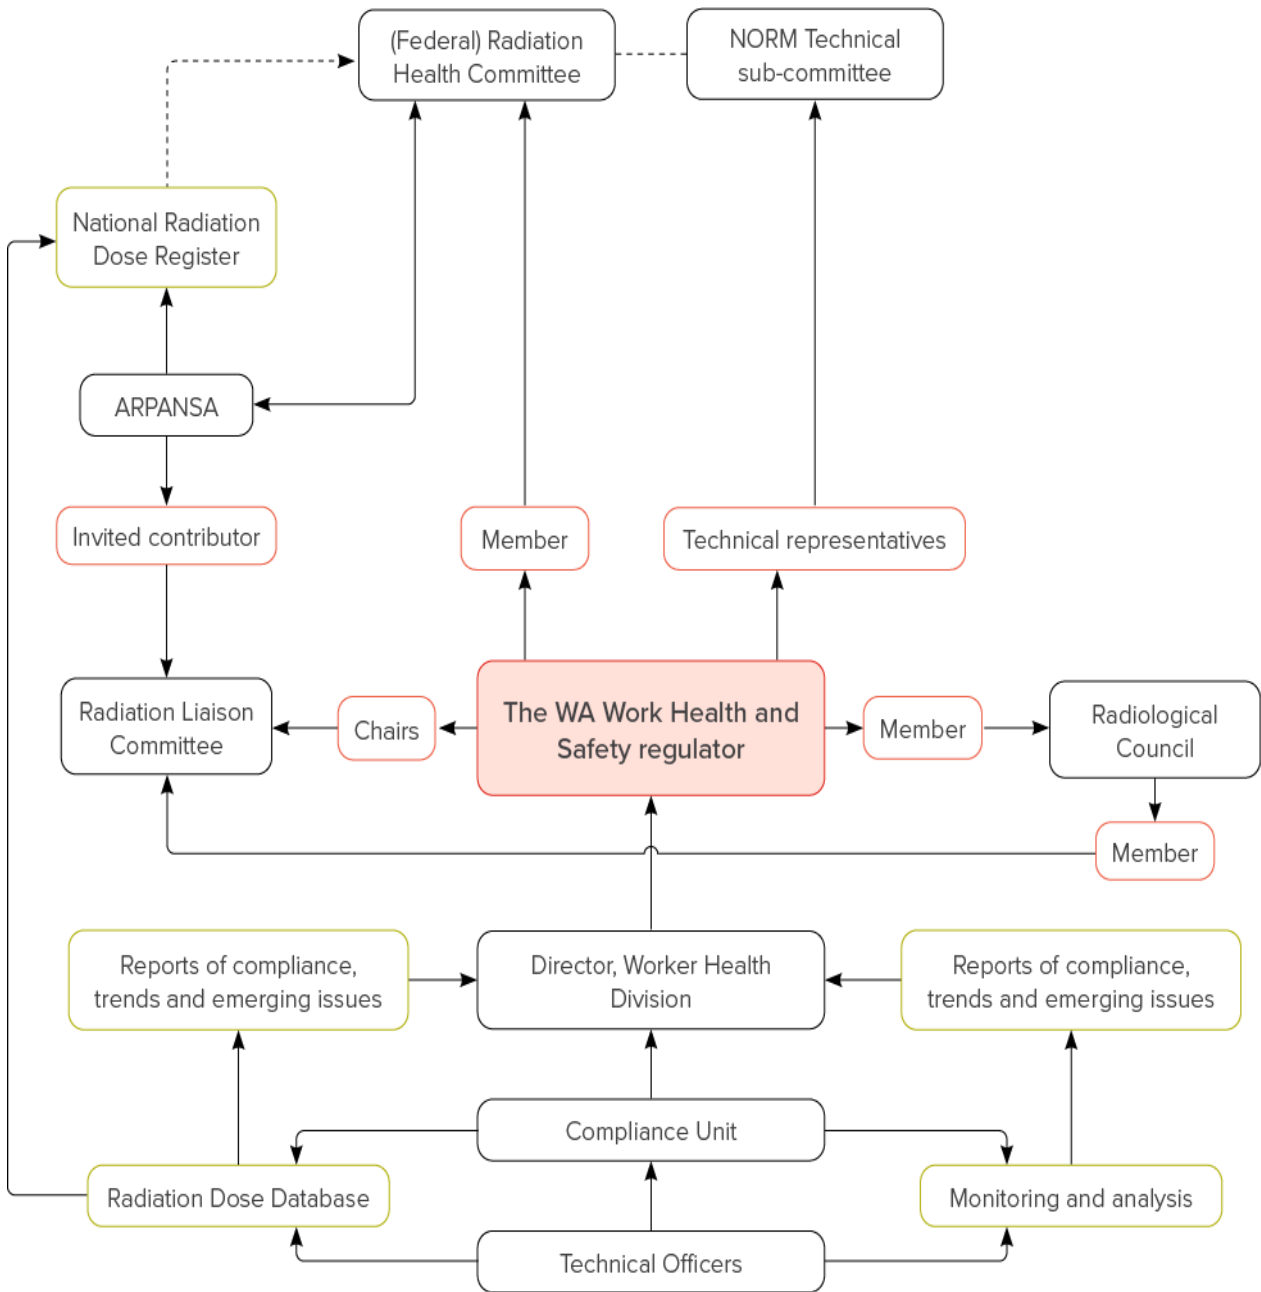 (Federal) Radiation
Health Committee
NORM Technical
sub-committee
National Radiation
Dose Register
ARPANSA
Invited contributor
Member
Technical representatives
Radiation Liaison
Committee
Chairs
The WA Work Health and
Safety regulator
Member
Radiological
Council
Member
Reports of compliance,
trends and emerging issues
Director, Worker Health
Division
Reports of compliance,
trends and emerging issues
Compliance Unit
Radiation Dose Database
Monitoring and analysis
Technical Officers